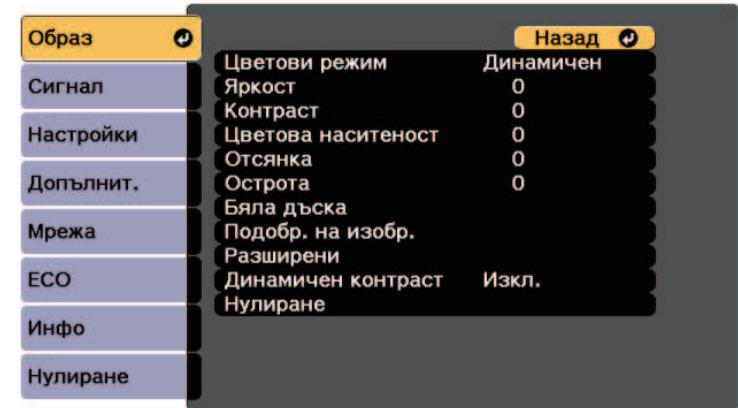 Образ
Сигнал
Настройки
Допълнит.
Мрежа
ECO
Инфо
Нулиране
Назад
Цветови режим Динамичен
Яркост 0
Контраст 0
Цветова наситеност 0
Отсянка 0
Острота 0
Бяла дъска
Подобр. на изобр.
Разширени
Динамичен контраст Изкл.
Нулиране